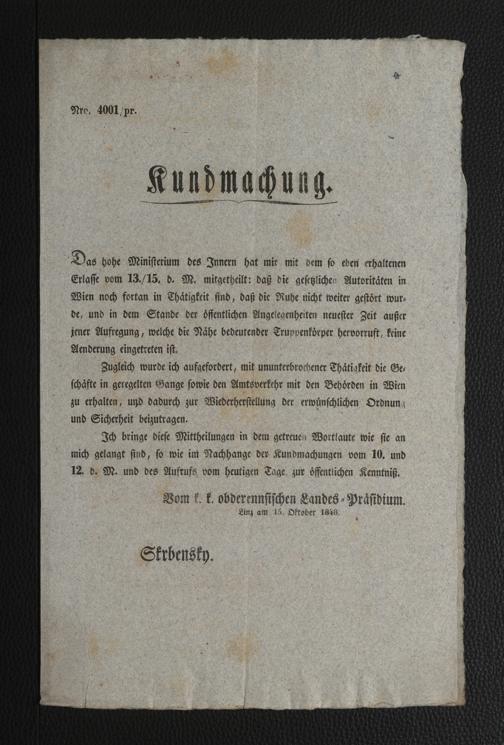 Nro. 4001/pr.
Kundmachung.
Das hohe Ministerium des Innern hat mir mit dem so eben erhaltenen
Erlasse vom 13./15. d. M. mitgetheilt: daß die gesetzlichen Autoritäten in
Wien noch fortan in Thätigkeit sind, daß die Ruhe nicht weiter gestört wur-
de, und in dem Stande der öffentlichen Angelegenheiten neuester Zeit außer
jener Aufregung, welche die Nähe bedeutender Truppenkörper hervorruft, keine
Aenderung eingetreten ist.
Zugleich wurde ich aufgefordert, mit ununterbrochener Thätigkeit die Ge-
schäfte in geregelten Gange sowie den Amtsverkehr mit den Behörden in Wien
zu erhalten, und dadurch zur Wiederherstellung der erwünschlichen Ordnung
und Sicherheit beizutragen.
Ich bringe diese Mittheilungen in dem getreuen Wortlaute wie sie an
mich gelangt sind, so wie im Nachhange der Kundmachungen vom 10. und
12. d. M. und des Aufrufs vom heutigen Tage zur öffentlichen Kenntniß.
Vom k. k. obderennsischen Landes-Präsidium.
Linz am 15. Oktober 1848.
Skrbensky.